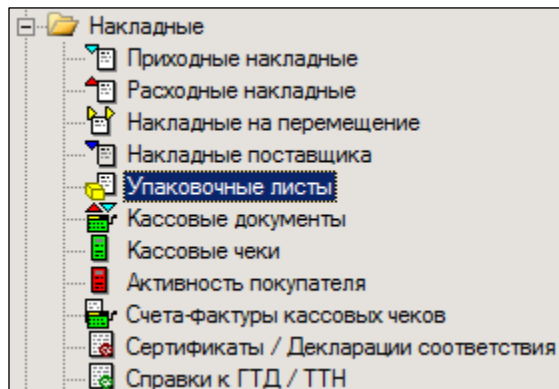 Накладные
Приходные накладные
Расходные накладные
Накладные на перемещение
Накладные поставщика
Упаковочные листы
Кассовые документы
Кассовые чеки
Активность покупателя
Счета-фактуры кассовых чеков
Сертификаты / Декларации соответствия
Справки к ГТД / ТТН